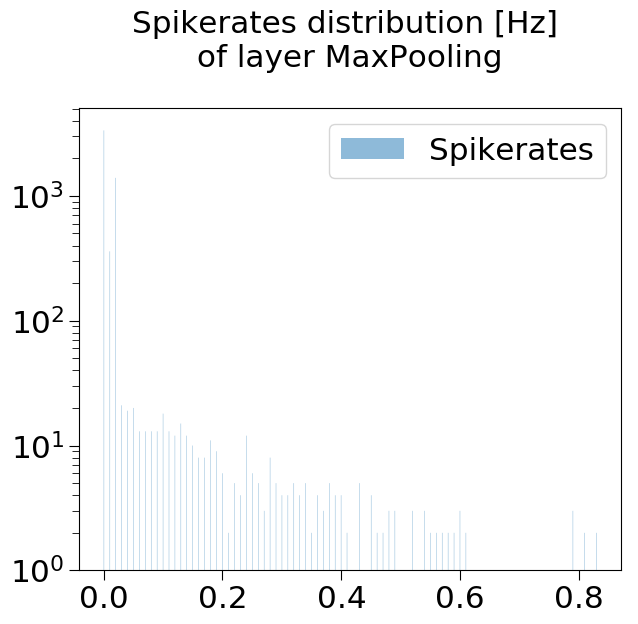 Spikerates distribution [Hz]
of layer MaxPooling
Spikerates
10³
10²
10¹
10⁰
0.0 0.2 0.4 0.6 0.8